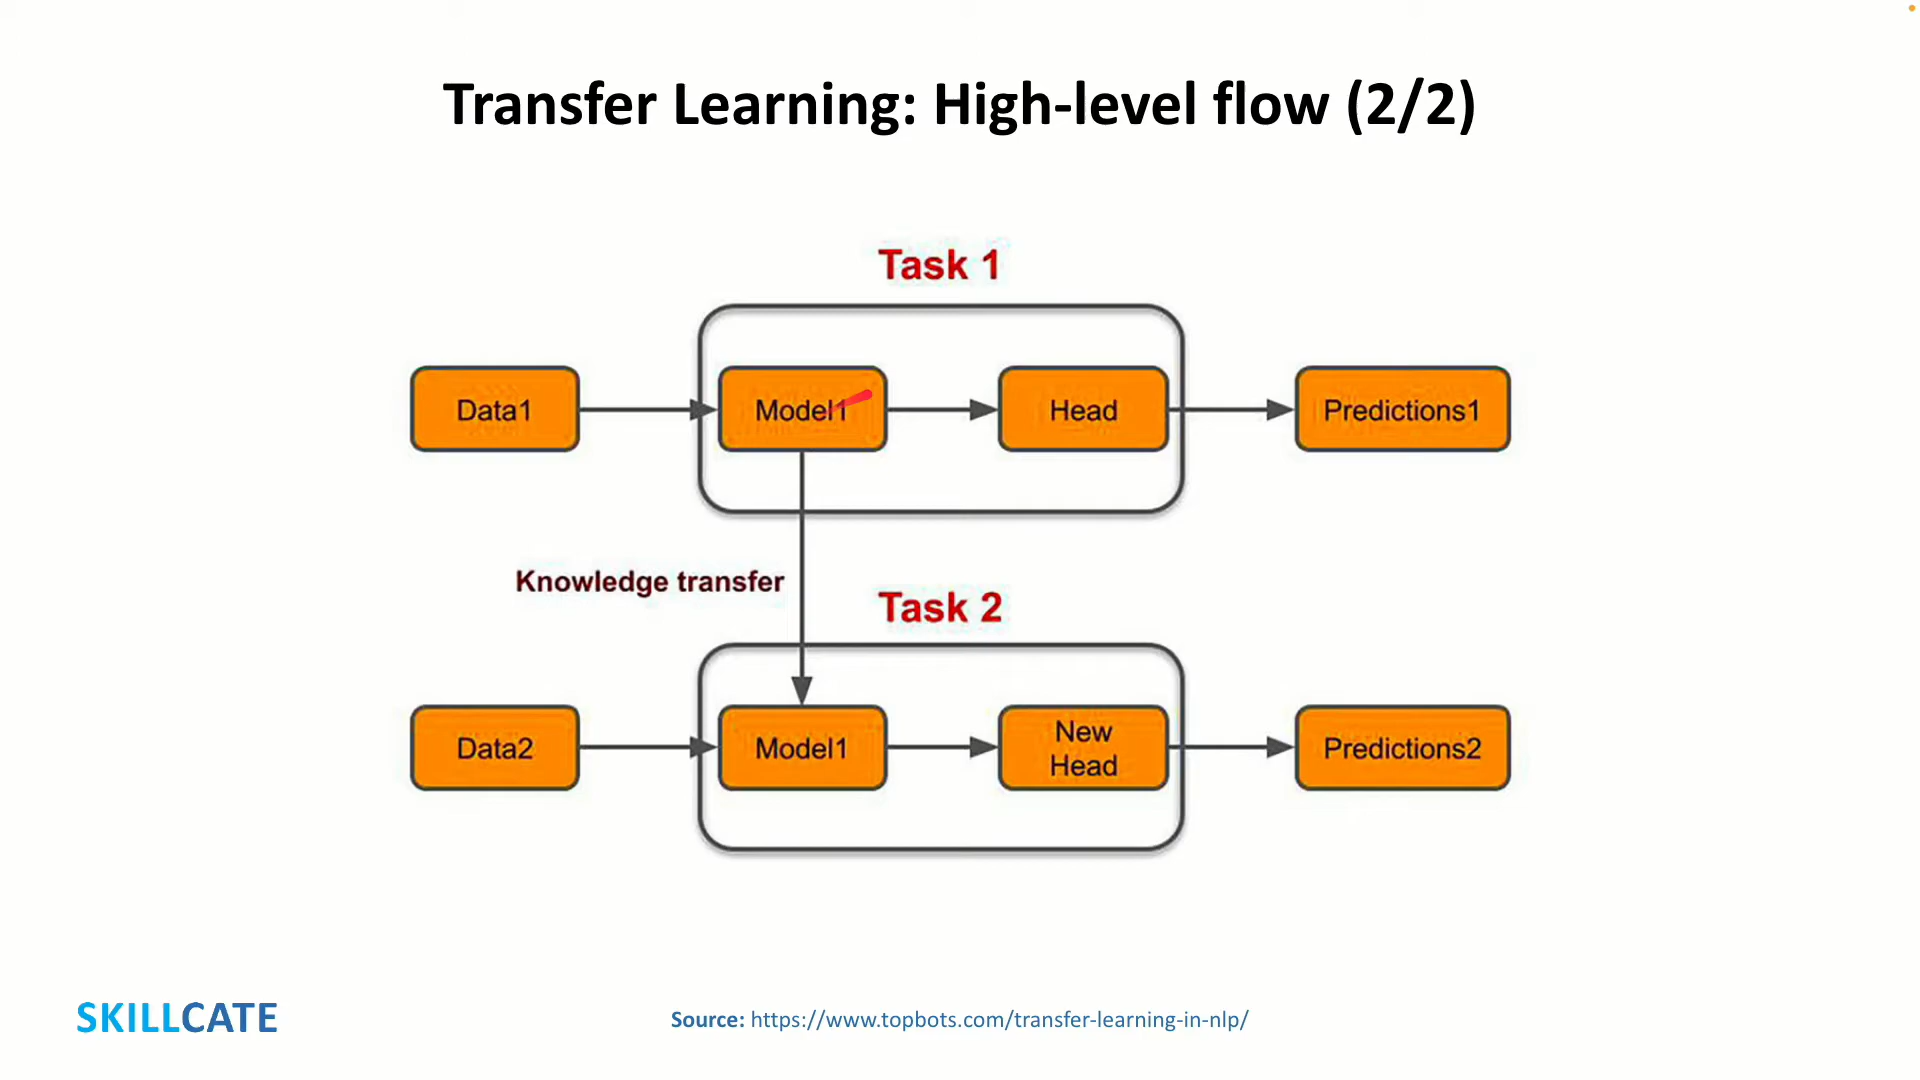 Transfer Learning: High-level flow (2/2)
Task 1
Data1
Model1
Head
Predictions1
Knowledge transfer
Task 2
Data2
Model1
New
Head
Predictions2
SKILLCATE
Source: https://www.topbots.com/transfer-learning-in-nlp/